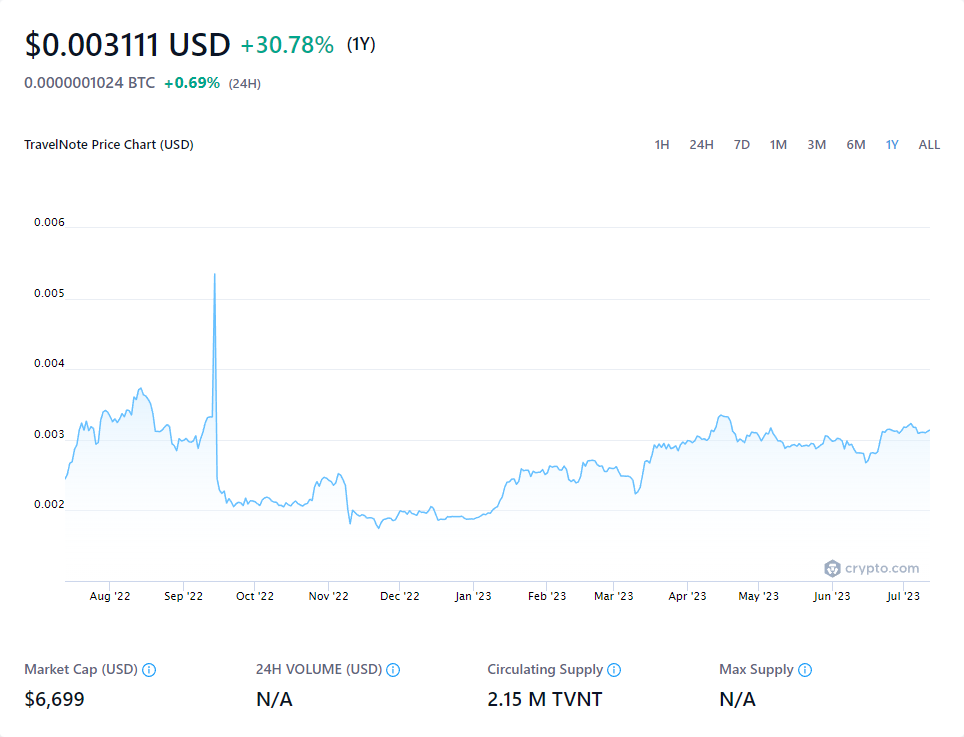 $0.003111 USD +30.78% (1Y)
0.0000001024 BTC +0.69% (24H)
TravelNote Price Chart (USD) 1H 24H 7D 1M 3M 6M 1Y ALL
0.006
0.005
0.004
0.003
0.002
crypto.com
Aug '22 Sep '22 Oct '22 Nov '22 Dec '22 Jan '23 Feb '23 Mar '23 Apr '23 May '23 Jun '23 Jul '23
Market Cap (USD) 24H VOLUME (USD) Circulating Supply Max Supply
$6,699 N/A 2.15 M TVNT N/A